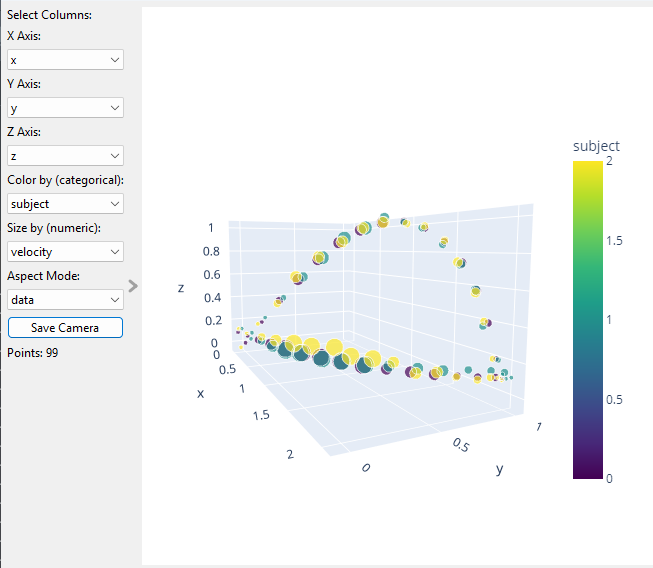 Select Columns:
X Axis:
x
Y Axis:
y
Z Axis:
z
Color by (categorical):
subject
Size by (numeric):
velocity
Aspect Mode:
data
Save Camera
Points: 99
subject
2
1.5
1
0.5
0
z
1
0.8
0.6
0.4
0.2
0
x
0
0.5
1
1.5
2
y
0
0.5
1